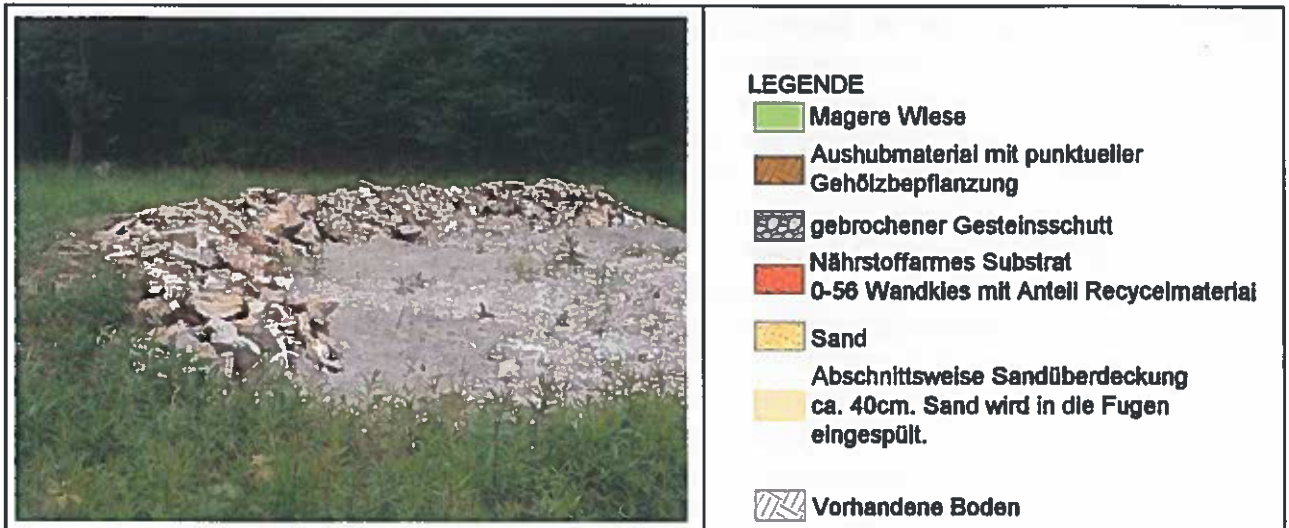 LEGENDE
Magere Wiese
Aushubmaterial mit punktueller
Gehölzbepflanzung
gebrochener Gesteinsschutt
Nährstoffarmes Substrat
0-56 Wandkies mit Anteil Recycelmaterial
Sand
Abschnittsweise Sandüberdeckung
ca. 40cm. Sand wird in die Fugen
eingespült.
Vorhandene Boden